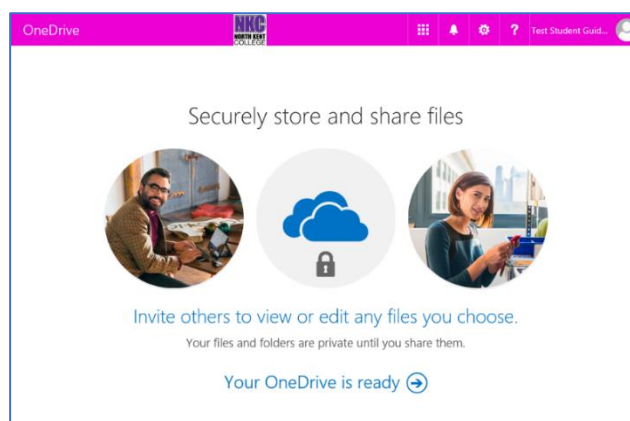 OneDrive
NKC
NORTH KENT
COLLEGE
?
Test Student Guid...
Securely store and share files
Invite others to view or edit any files you choose.
Your files and folders are private until you share them.
Your OneDrive is ready